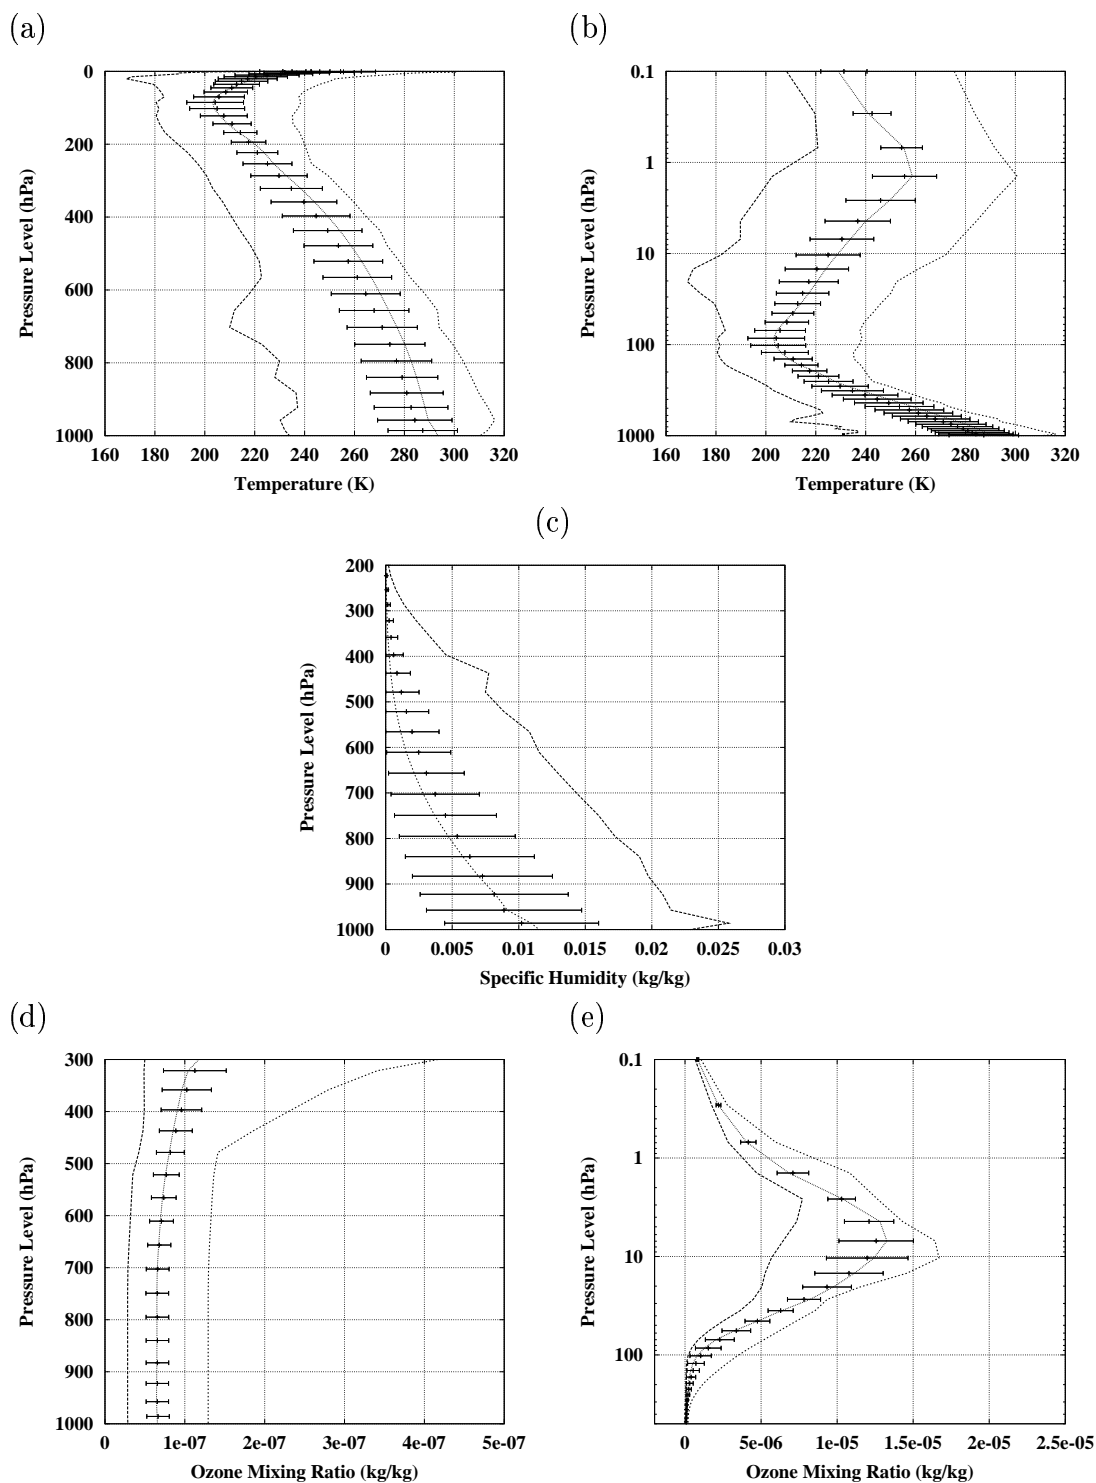 (a)
0
200
400
600
800
1000
Pressure Level (hPa)
160 180 200 220 240 260 280 300 320
Temperature (K)
(b)
0.1
1
10
100
1000
Pressure Level (hPa)
160 180 200 220 240 260 280 300 320
Temperature (K)
(c)
200
300
400
500
600
700
800
900
1000
Pressure Level (hPa)
0 0.005 0.01 0.015 0.02 0.025 0.03
Specific Humidity (kg/kg)
(d)
300
400
500
600
700
800
900
1000
Pressure Level (hPa)
0 1e-07 2e-07 3e-07 4e-07 5e-07
Ozone Mixing Ratio (kg/kg)
(e)
0.1
1
10
100
Pressure Level (hPa)
0 5e-06 1e-05 1.5e-05 2e-05 2.5e-05
Ozone Mixing Ratio (kg/kg)